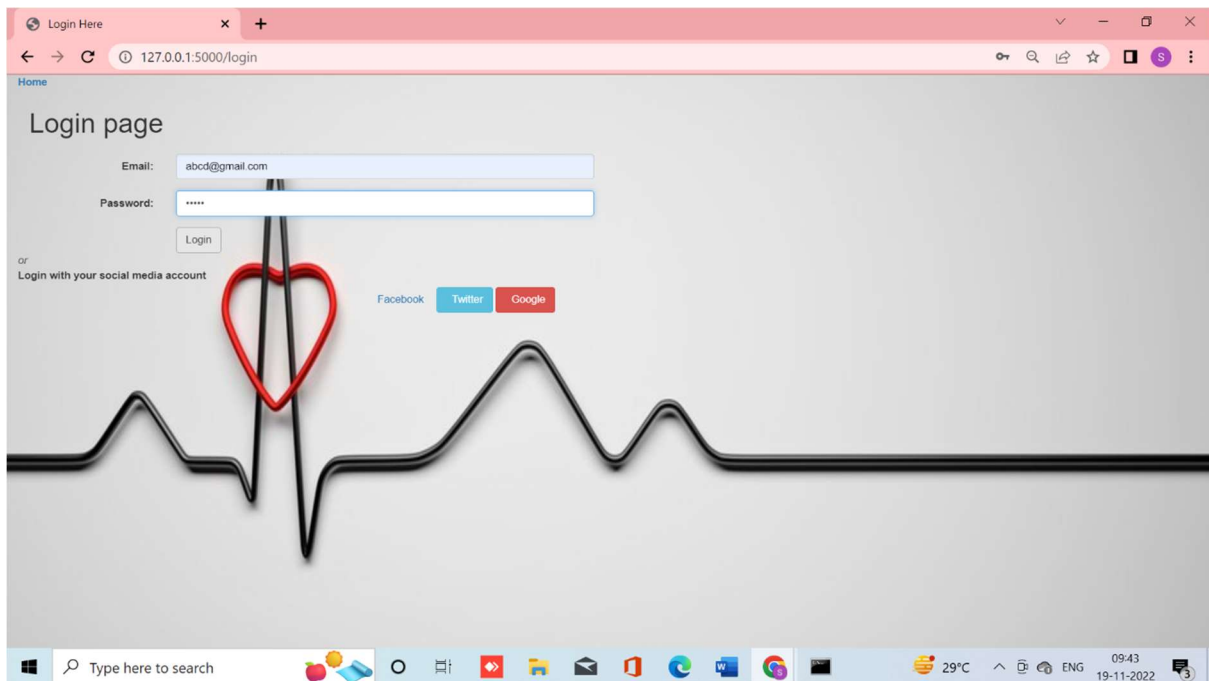 Login Here
127.0.0.1:5000/login
S
Home
Login page
Email: abcd@gmail.com
Password: •••••
Login
or
Login with your social media account
Facebook Twitter Google
Type here to search
29°C ENG 09:43
19-11-2022
3